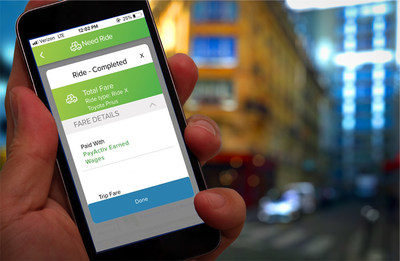 Verizon LTE 12:02 PM 25%
Need Ride
Ride - Completed X
Total Fare
Ride type: Ride X
Toyota Prius
FARE DETAILS
Paid With
PayActiv Earned
Wages
Trip Fare
Done